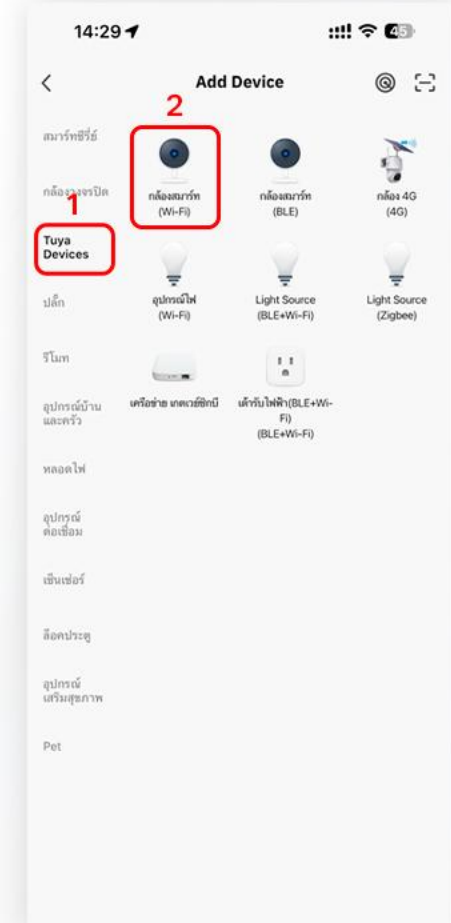 14:29
45
Add Device
2
สมาร์ทซีรี่ย์
กล้องวงจรปิด
1
Tuya
Devices
ปลั๊ก
รีโมท
อุปกรณ์บ้าน
และครัว
หลอดไฟ
อุปกรณ์
ต่อเชื่อม
เซ็นเซ่อร์
ล็อคประตู
อุปกรณ์
เสริมสุขภาพ
Pet
กล้องสมาร์ท
(Wi-Fi)
กล้องสมาร์ท
(BLE)
กล้อง 4G
(4G)
อุปกรณ์ไฟ
(Wi-Fi)
Light Source
(BLE+Wi-Fi)
Light Source
(Zigbee)
เครือข่าย เกตเวย์ซิกบี
เต้ารับไฟฟ้า(BLE+Wi-
Fi)
(BLE+Wi-Fi)